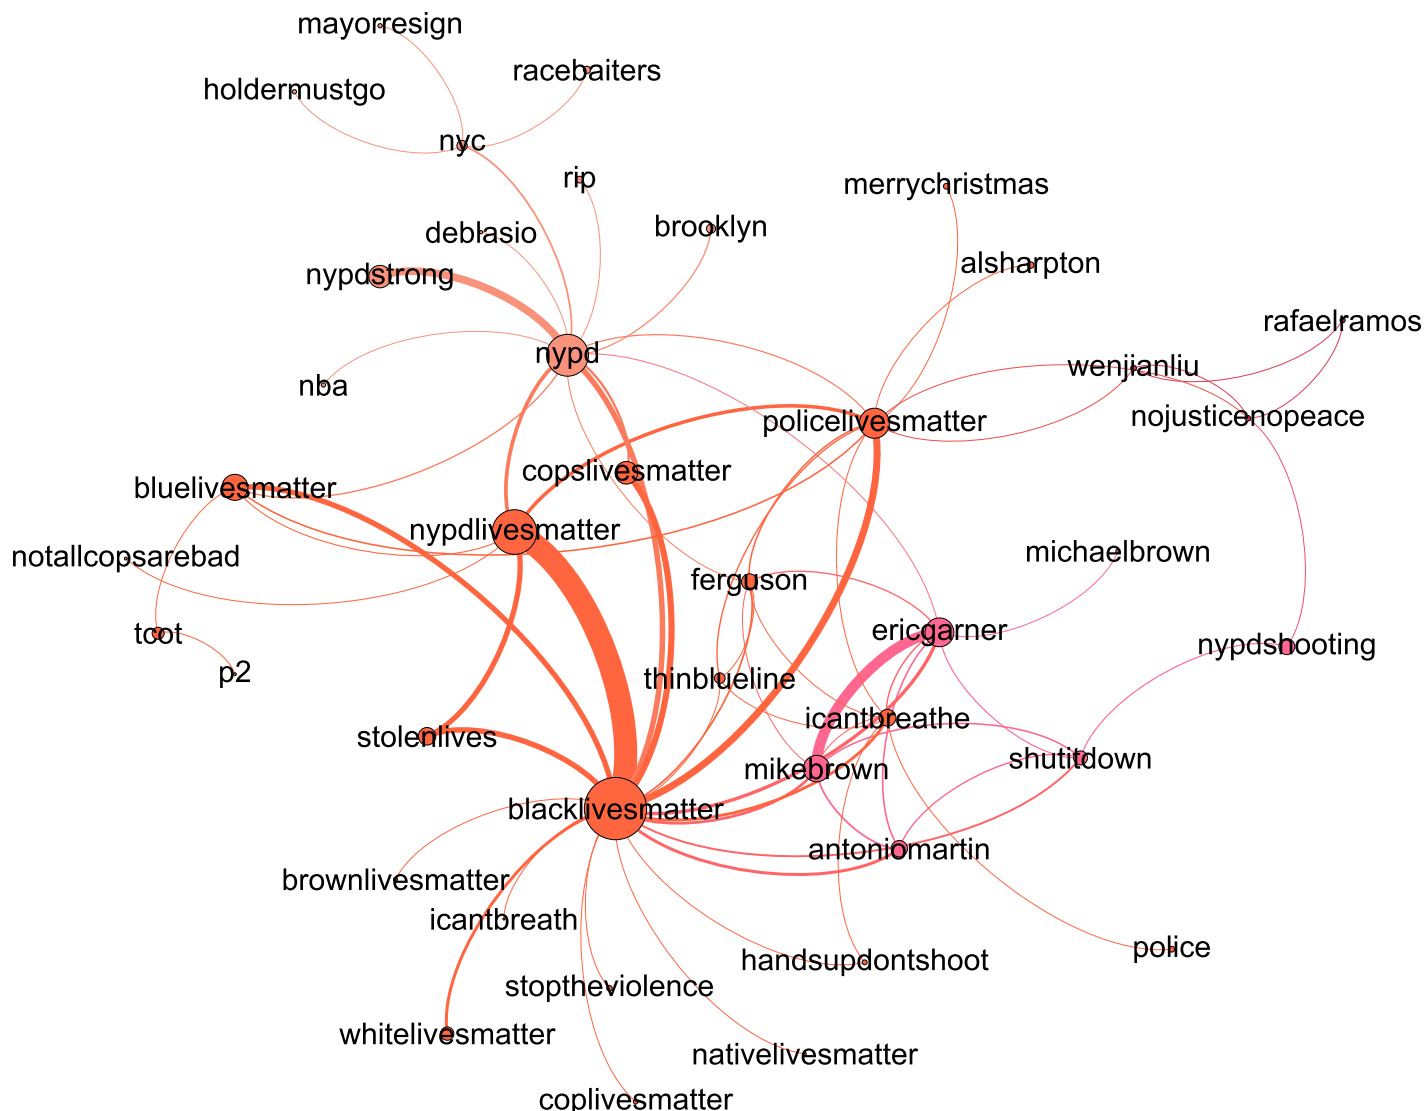 mayorresign
racebaiters
holdermustgo
nyc
rip
merrychristmas
brooklyn
deblasio
alsharpton
nypdstrong
rafaelramos
nypd
wenjianliu
nba
nojusticenopeace
policelivesmatter
copslivesmatter
bluelivesmatter
nypdlivesmatter
michaelbrown
notallcopsarebad
ferguson
ericgarner
tcot
nypdshooting
p2
thinblueline
icantbreathe
stolenlives
shutitdown
mikebrown
blacklivesmatter
antoniomartin
brownlivesmatter
icantbreath
police
handsupdontshoot
stoptheviolence
whitelivesmatter
nativelivesmatter
coplivesmatter